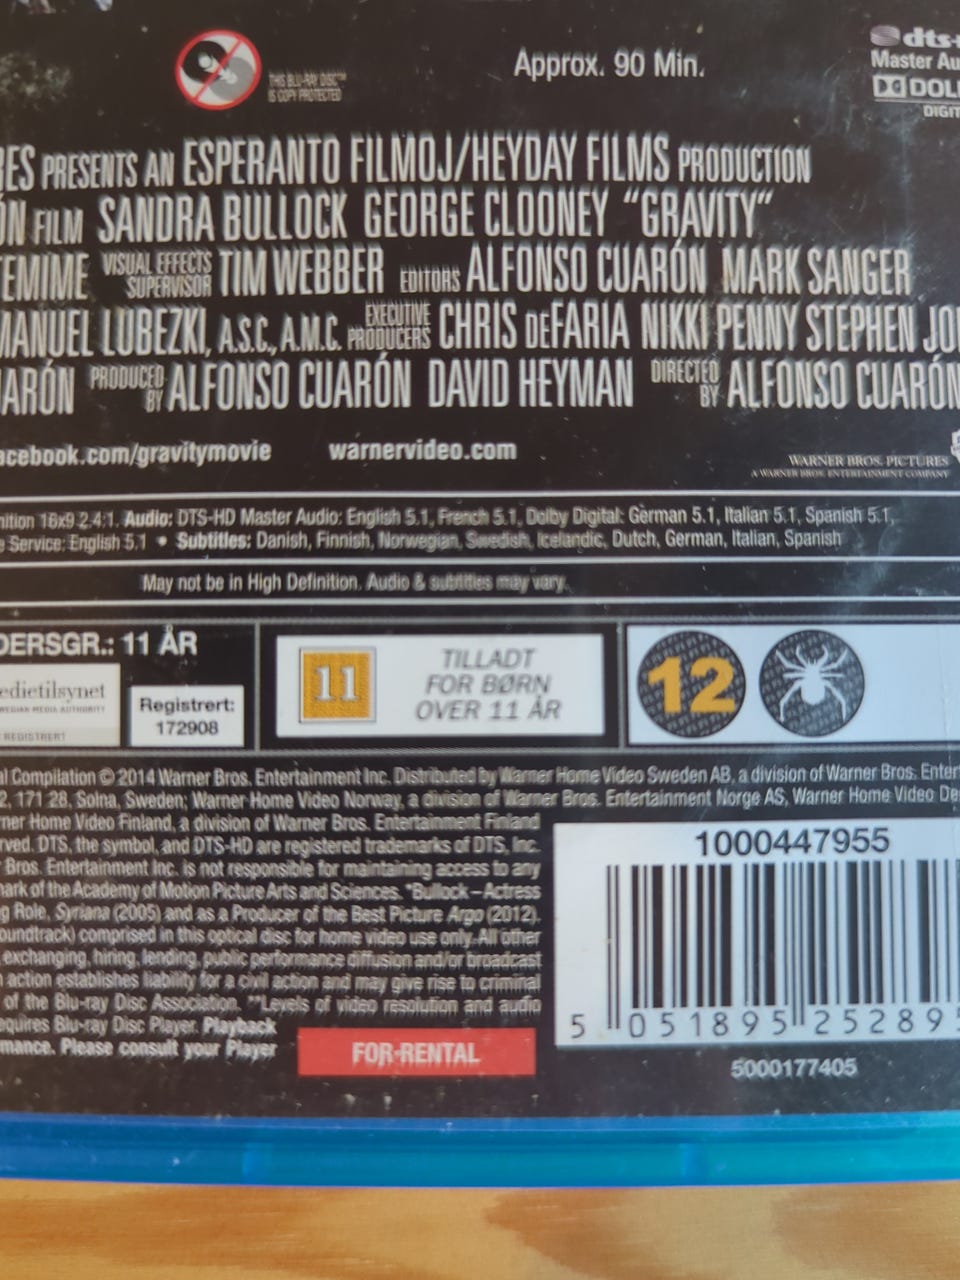 THIS BLU-RAY DISC™
IS COPY PROTECTED
Approx. 90 Min.
dts
Master Au
DOL
DIGIT
RES PRESENTS AN ESPERANTO FILMOJ/HEYDAY FILMS PRODUCTION
ÓN FILM SANDRA BULLOCK GEORGE CLOONEY "GRAVITY"
TEMIME VISUAL EFFECTS SUPERVISOR TIM WEBBER EDITORS ALFONSO CUARÓN MARK SANGER
MANUEL LUBEZKI, A.S.C., A.M.C. EXECUTIVE PRODUCERS CHRIS DEFARIA NIKKI PENNY STEPHEN JO
ARÓN PRODUCED BY ALFONSO CUARÓN DAVID HEYMAN DIRECTED BY ALFONSO CUARÓN
acebook.com/gravitymovie warnervideo.com
WARNER BROS. PICTURES
A WARNER BROS. ENTERTAINMENT COMPANY
nition 16x9 2.4:1. Audio: DTS-HD Master Audio: English 5.1, French 5.1, Dolby Digital: German 5.1, Italian 5.1, Spanish 5.1,
e Service: English 5.1 • Subtitles: Danish, Finnish, Norwegian, Swedish, Icelandic, Dutch, German, Italian, Spanish
May not be in High Definition. Audio & subtitles may vary.
DERSGR.: 11 ÅR
edietilsynet
WEGIAN MEDIA AUTHORITY
REGISTRERT
Registrert:
172908
11
TILLADT
FOR BØRN
OVER 11 ÅR
12
al Compilation © 2014 Warner Bros. Entertainment Inc. Distributed by Warner Home Video Sweden AB, a division of Warner Bros. Entert
2, 171 28, Solna, Sweden; Warner Home Video Norway, a division of Warner Bros. Entertainment Norge AS, Warner Home Video De
ner Home Video Finland, a division of Warner Bros. Entertainment Finland
rved. DTS, the symbol, and DTS-HD are registered trademarks of DTS, Inc.
Bros. Entertainment Inc. is not responsible for maintaining access to any
mark of the Academy of Motion Picture Arts and Sciences. *Bullock – Actress
g Role, Syriana (2005) and as a Producer of the Best Picture Argo (2012).
oundtrack) comprised in this optical disc for home video use only. All other
exchanging, hiring, lending, public performance diffusion and/or broadcast
action establishes liability for a civil action and may give rise to criminal
of the Blu-ray Disc Association. **Levels of video resolution and audio
equires Blu-ray Disc Player. Playback
mance. Please consult your Player
FOR-RENTAL
1000447955
5 051895 252895
5000177405